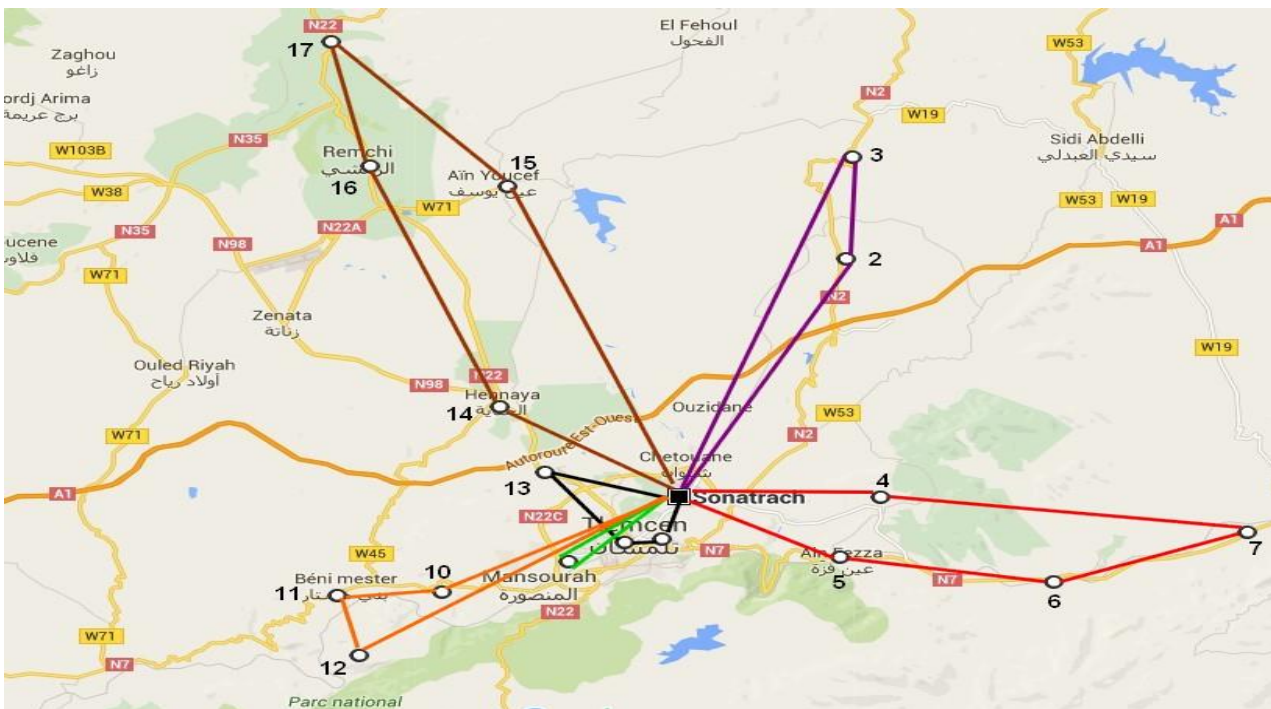 N22
17
Zaghou
زاغو
ordj Arima
برج عريمة
El Fehoul
الفحول
W53
N2
W19
Sidi Abdelli
سيدي العبدلي
N35
W103B
Remchi
16
W38
Aïn Youcef
عين يوسف
15
W71
3
W53
W19
A1
N22A
N35
N98
ucene
فلاوس
W71
A1
2
N2
Zenata
زناتة
Ouled Riyah
أولاد رياح
N22
N98
Hennaya
14
W19
Ouzidane
W53
N2
Autoroute Est-Ouest
W71
Chetouane
A1
13
Sonatrach
4
N22C
Tlemcen
تلمسان
N7
7
W45
Aïn Fezza
عين فزة
5
N7
6
Béni mester
10
11
Mansourah
المنصورة
N22
W71
12
N7
Parc national